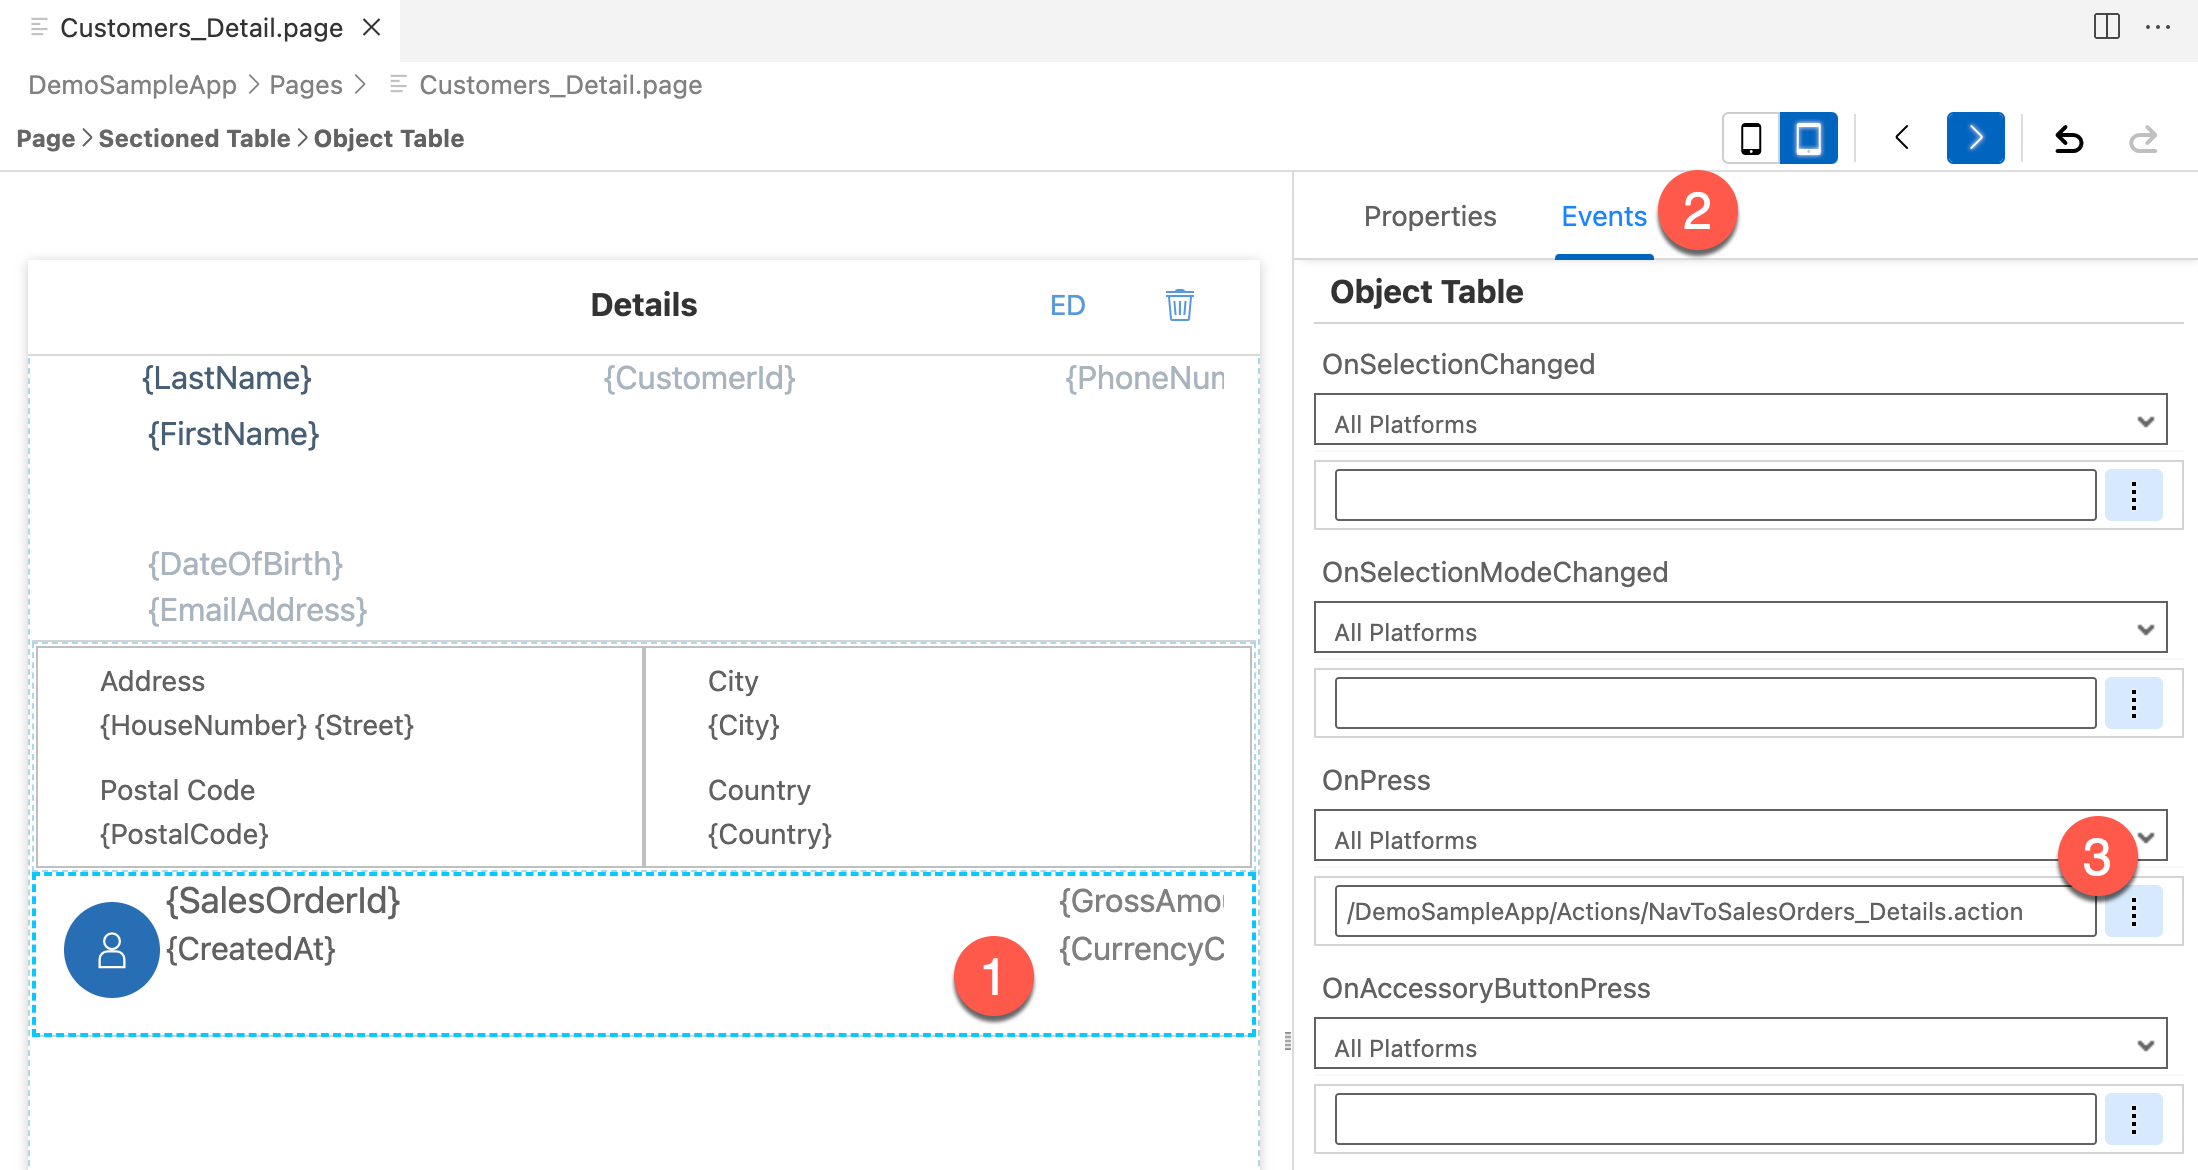 Customers_Detail.page
DemoSampleApp > Pages > Customers_Detail.page
Page > Sectioned Table > Object Table
Properties Events 2
Details ED
{LastName} {CustomerId} {PhoneNun
{FirstName}
{DateOfBirth}
{EmailAddress}
Address City
{HouseNumber} {Street} {City}
Postal Code Country
{PostalCode} {Country}
{SalesOrderId} {GrossAmou
{CreatedAt} {CurrencyC
1
Object Table
OnSelectionChanged
All Platforms
OnSelectionModeChanged
All Platforms
OnPress
All Platforms
3
/DemoSampleApp/Actions/NavToSalesOrders_Details.action
OnAccessoryButtonPress
All Platforms